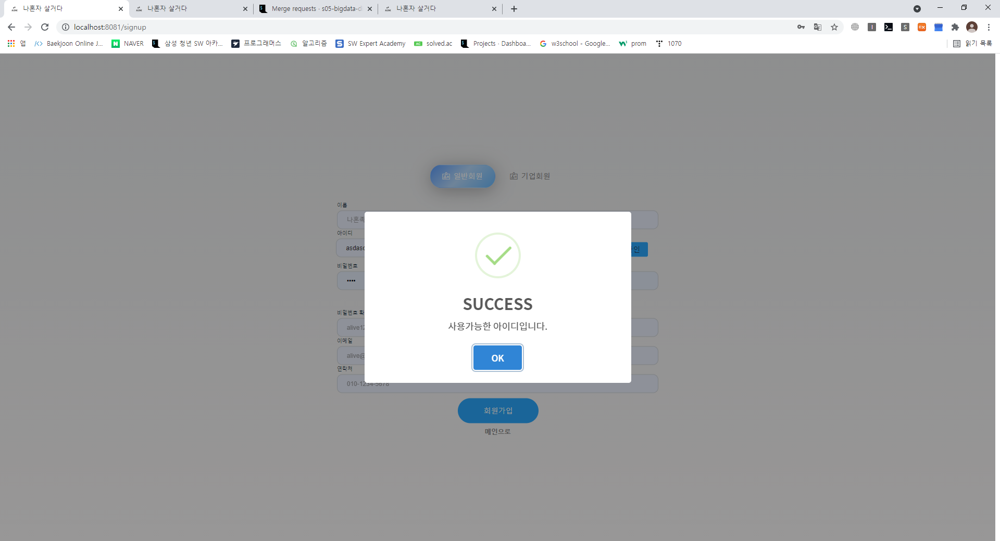 나혼자 살거다
나혼자 살거다
Merge requests · s05-bigdata-di
나혼자 살거다
localhost:8081/signup
앱
Baekjoon Online J...
NAVER
삼성 청년 SW 아카...
프로그래머스
알고리즘
SW Expert Academy
solved.ac
Projects · Dashboa...
w3school - Google...
prom
1070
읽기 목록
일반회원
기업회원
이름
나혼족
아이디
asdasd
인
비밀번호
••••
SUCCESS
비밀번호 확
사용가능한 아이디입니다.
alive12
이메일
alive@
OK
연락처
010-1234-5678
회원가입
메인으로